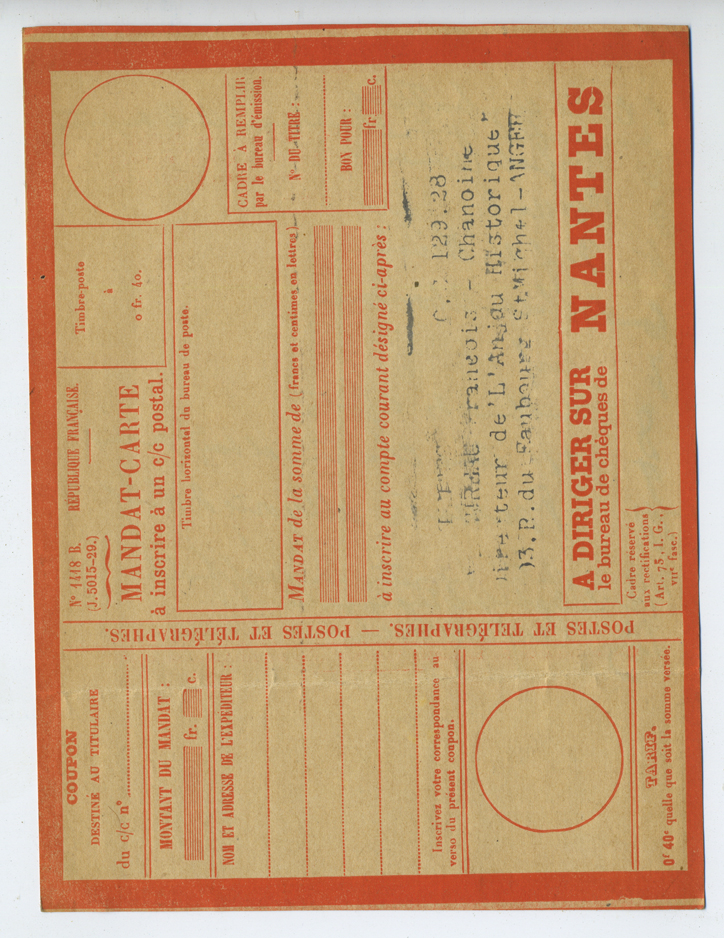 COUPON
DESTINÉ AU TITULAIRE
du C/C n°
MONTANT DU MANDAT :
fr. c.
NOM ET ADRESSE DE L'EXPÉDITEUR :
Inscrivez votre correspondance au
verso du présent coupon.
TARIF.
0f 40c quelle que soit la somme versée.
POSTES ET TÉLÉGRAPHES. — POSTES ET TÉLÉGRAPHES.
N° 1418 B.
(J. 5015-29.)
RÉPUBLIQUE FRANÇAISE.
MANDAT-CARTE
à inscrire à un c/c postal.
Timbre-poste
à
0 fr. 40.
Timbre horizontal du bureau de poste.
CADRE À REMPLIR
par le bureau d'émission.
N° DU TITRE :
BON POUR :
fr c.
MANDAT de la somme de (francs et centimes en lettres)
à inscrire au compte courant désigné ci-après :
129.28
François - Chanoine
Directeur de'L'Anjou Historique"
13.R.du Faubourg St.Michel-ANGERS
A DIRIGER SUR
le bureau de chèques de
NANTES
Cadre réservé
aux rectifications
(Art. 75, I. G.,
VIIe fasc.)